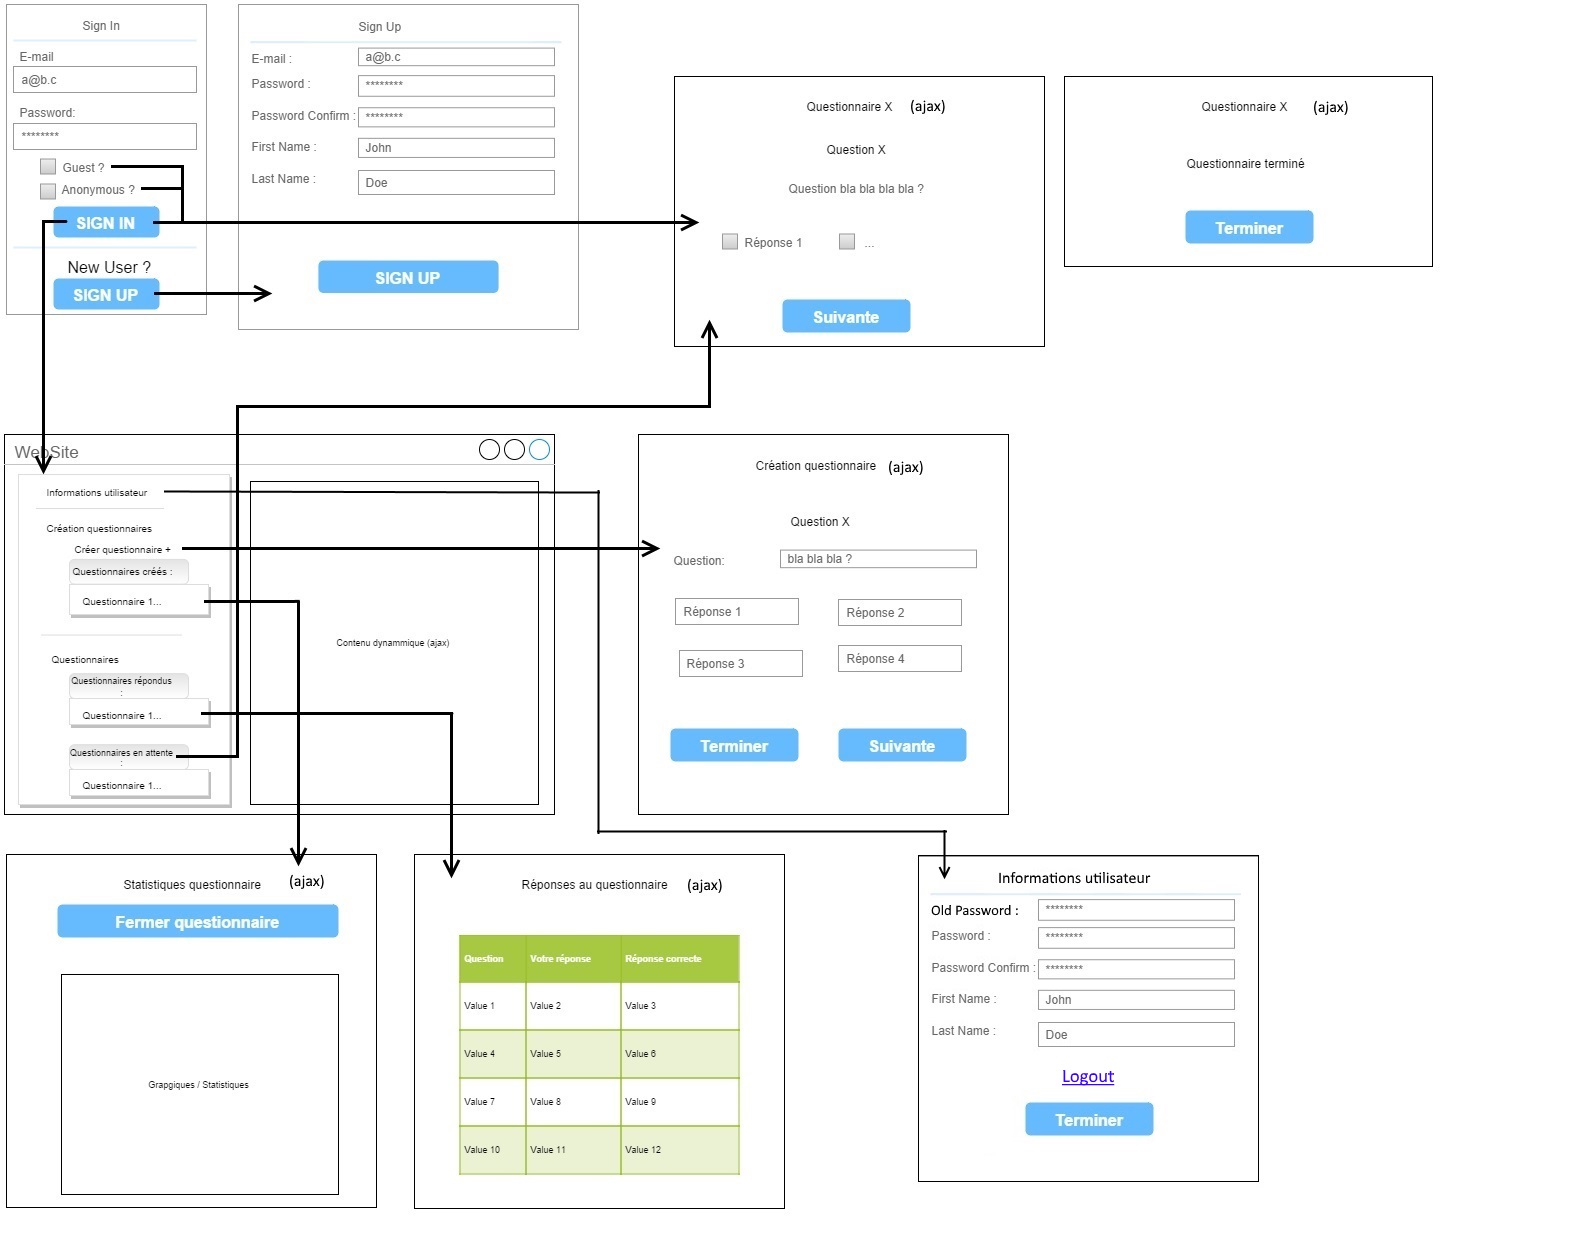 Sign In
E-mail
a@b.c
Password:
********
Guest ?
Anonymous ?
SIGN IN
New User ?
SIGN UP
Sign Up
E-mail :
a@b.c
Password :
********
Password Confirm :
********
First Name :
John
Last Name :
Doe
SIGN UP
Questionnaire X (ajax)
Question X
Question bla bla bla bla ?
Réponse 1
...
Suivante
Questionnaire X (ajax)
Questionnaire terminé
Terminer
WebSite
Informations utilisateur
Création questionnaires
Créer questionnaire +
Questionnaires créés :
Questionnaire 1...
Questionnaires
Questionnaires répondus
:
Questionnaire 1...
Questionnaires en attente
:
Questionnaire 1...
Contenu dynammique (ajax)
Création questionnaire (ajax)
Question X
Question:
bla bla bla ?
Réponse 1
Réponse 2
Réponse 3
Réponse 4
Terminer
Suivante
Statistiques questionnaire (ajax)
Fermer questionnaire
Grapgiques / Statistiques
Réponses au questionnaire (ajax)
Question Votre réponse Réponse correcte
Value 1 Value 2 Value 3
Value 4 Value 5 Value 6
Value 7 Value 8 Value 9
Value 10 Value 11 Value 12
Informations utilisateur
Old Password :
********
Password :
********
Password Confirm :
********
First Name :
John
Last Name :
Doe
Logout
Terminer